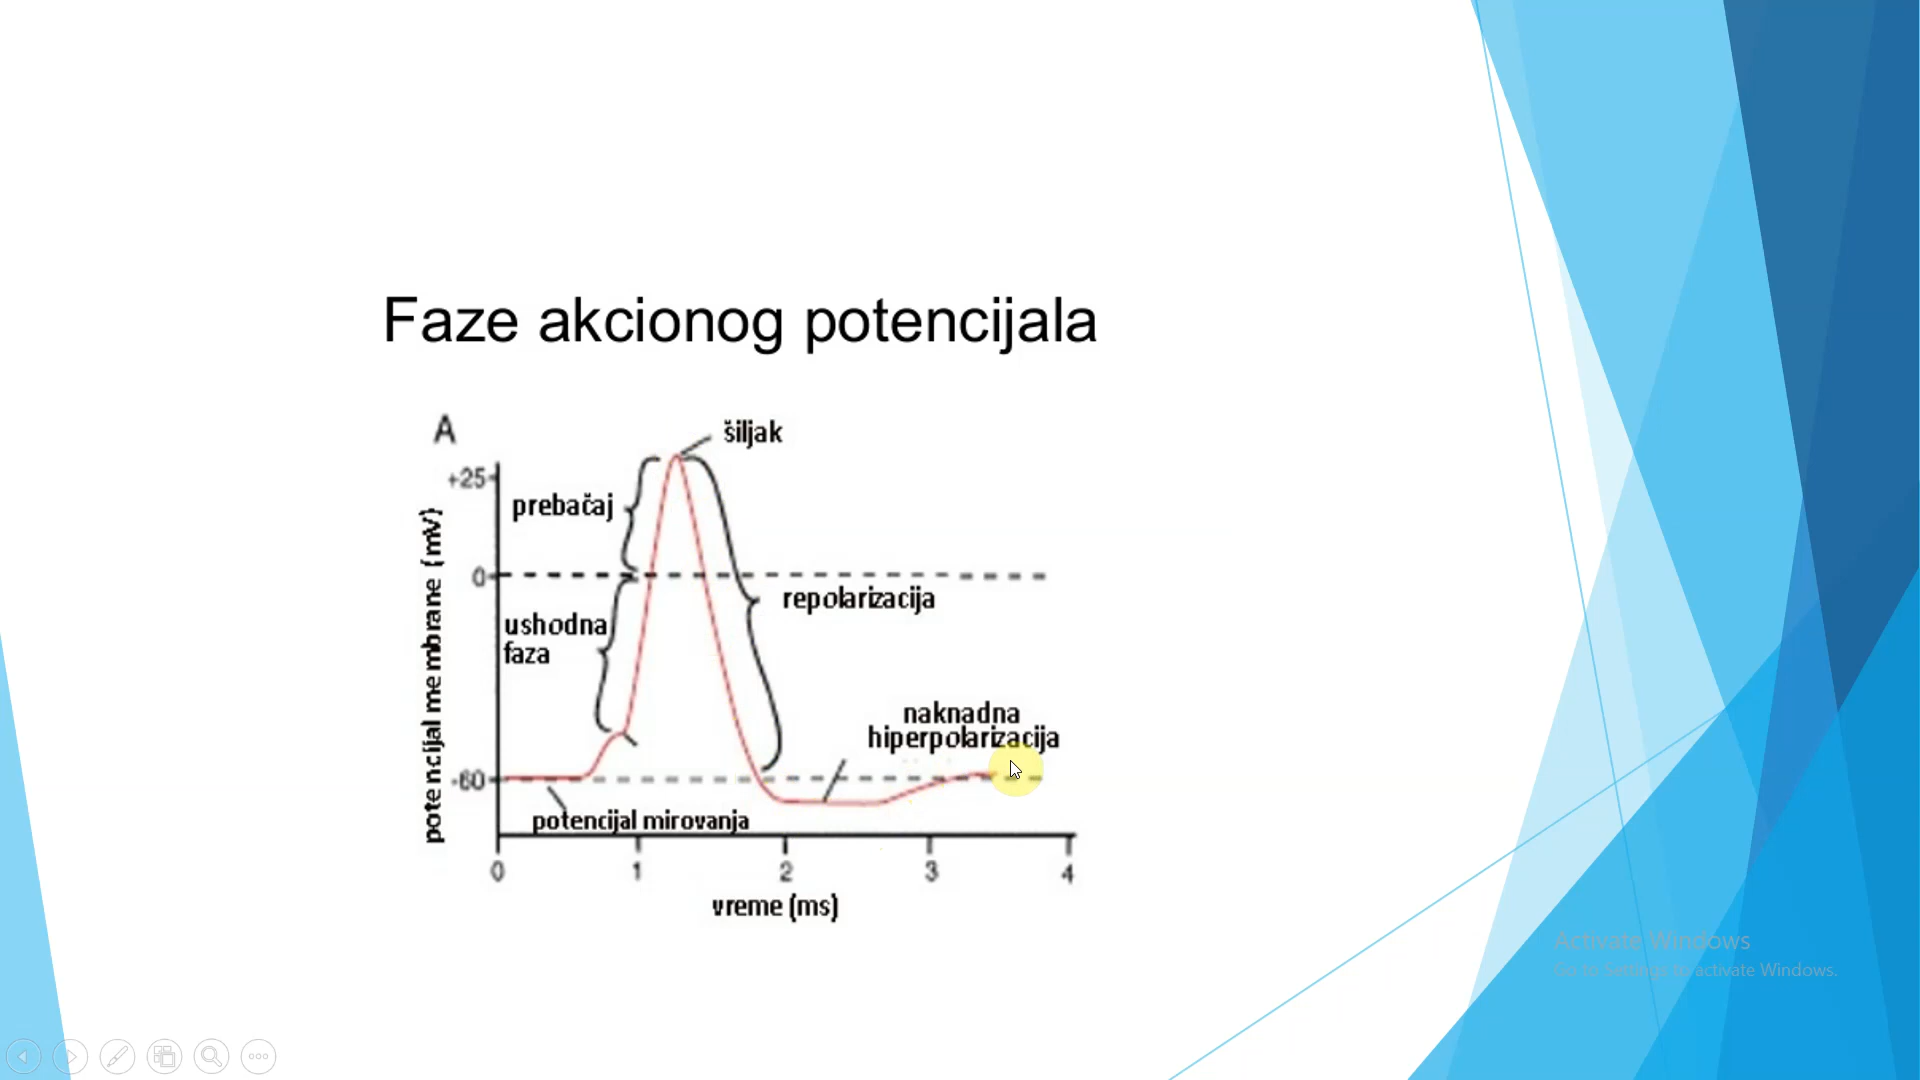 Faze akcionog potencijala
A
šiljak
+25
prebačaj
0
repolarizacija
ushodna
faza
naknadna
hiperpolarizacija
-60
potencijal mirovanja
potencijal membrane (mV)
0 1 2 3 4
vreme (ms)
Activate Windows
Go to Settings to activate Windows.